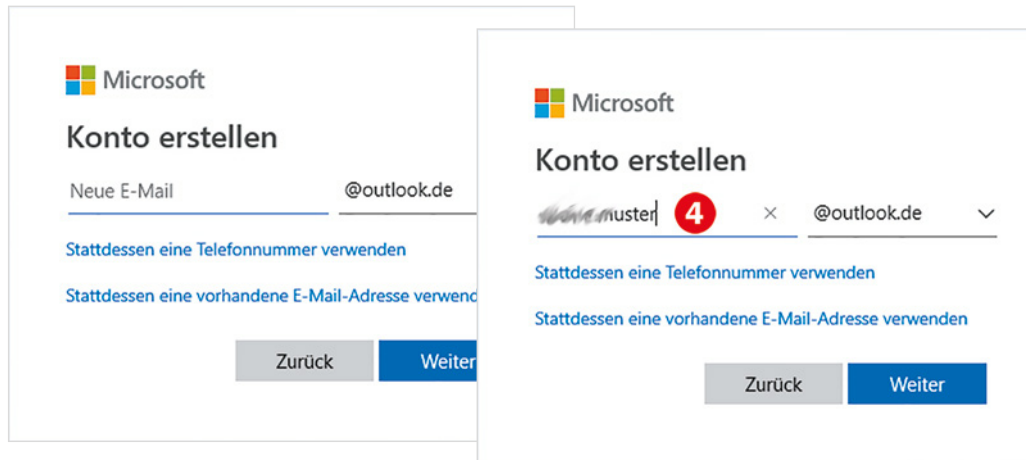 Microsoft
Konto erstellen
Neue E-Mail
@outlook.de
Stattdessen eine Telefonnummer verwenden
Stattdessen eine vorhandene E-Mail-Adresse verwend
Zurück
Weiter
Microsoft
Konto erstellen
muster
4
@outlook.de
Stattdessen eine Telefonnummer verwenden
Stattdessen eine vorhandene E-Mail-Adresse verwenden
Zurück
Weiter